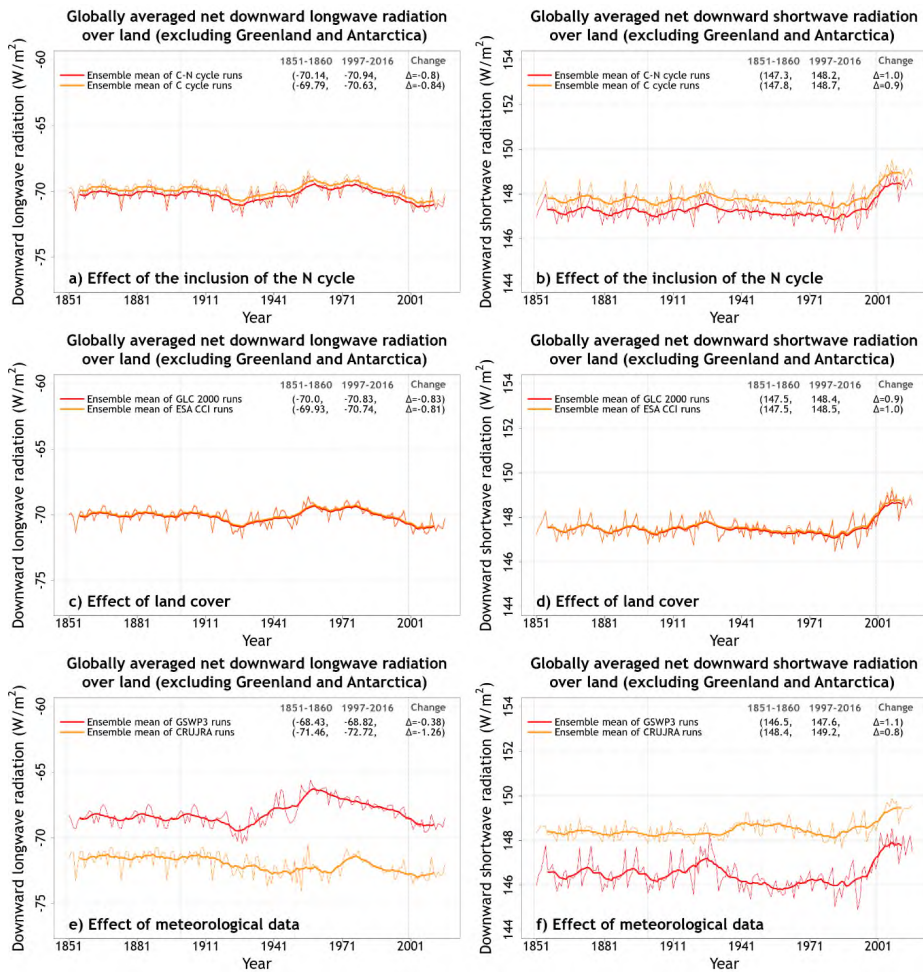 Globally averaged net downward longwave radiation
over land (excluding Greenland and Antarctica)
Downward longwave radiation (W/m²)
-60
-65
-70
-75
1851-1860 1997-2016 Change
Ensemble mean of C-N cycle runs (-70.14, -70.94, Δ=-0.8)
Ensemble mean of C cycle runs (-69.79, -70.63, Δ=-0.84)
a) Effect of the inclusion of the N cycle
1851 1881 1911 1941 1971 2001
Year
Globally averaged net downward shortwave radiation
over land (excluding Greenland and Antarctica)
Downward shortwave radiation (W/m²)
154
152
150
148
146
144
1851-1860 1997-2016 Change
Ensemble mean of C-N cycle runs (147.3, 148.2, Δ=1.0)
Ensemble mean of C cycle runs (147.8, 148.7, Δ=0.9)
b) Effect of the inclusion of the N cycle
1851 1881 1911 1941 1971 2001
Year
Globally averaged net downward longwave radiation
over land (excluding Greenland and Antarctica)
Downward longwave radiation (W/m²)
-60
-65
-70
-75
1851-1860 1997-2016 Change
Ensemble mean of GLC 2000 runs (-70.0, -70.83, Δ=-0.83)
Ensemble mean of ESA CCI runs (-69.93, -70.74, Δ=-0.81)
c) Effect of land cover
1851 1881 1911 1941 1971 2001
Year
Globally averaged net downward shortwave radiation
over land (excluding Greenland and Antarctica)
Downward shortwave radiation (W/m²)
154
152
150
148
146
144
1851-1860 1997-2016 Change
Ensemble mean of GLC 2000 runs (147.5, 148.4, Δ=0.9)
Ensemble mean of ESA CCI runs (147.5, 148.5, Δ=1.0)
d) Effect of land cover
1851 1881 1911 1941 1971 2001
Year
Globally averaged net downward longwave radiation
over land (excluding Greenland and Antarctica)
Downward longwave radiation (W/m²)
-60
-65
-70
-75
1851-1860 1997-2016 Change
Ensemble mean of GSWP3 runs (-68.43, -68.82, Δ=-0.38)
Ensemble mean of CRUJRA runs (-71.46, -72.72, Δ=-1.26)
e) Effect of meteorological data
1851 1881 1911 1941 1971 2001
Year
Globally averaged net downward shortwave radiation
over land (excluding Greenland and Antarctica)
Downward shortwave radiation (W/m²)
154
152
150
148
146
144
1851-1860 1997-2016 Change
Ensemble mean of GSWP3 runs (146.5, 147.6, Δ=1.1)
Ensemble mean of CRUJRA runs (148.4, 149.2, Δ=0.8)
f) Effect of meteorological data
1851 1881 1911 1941 1971 2001
Year